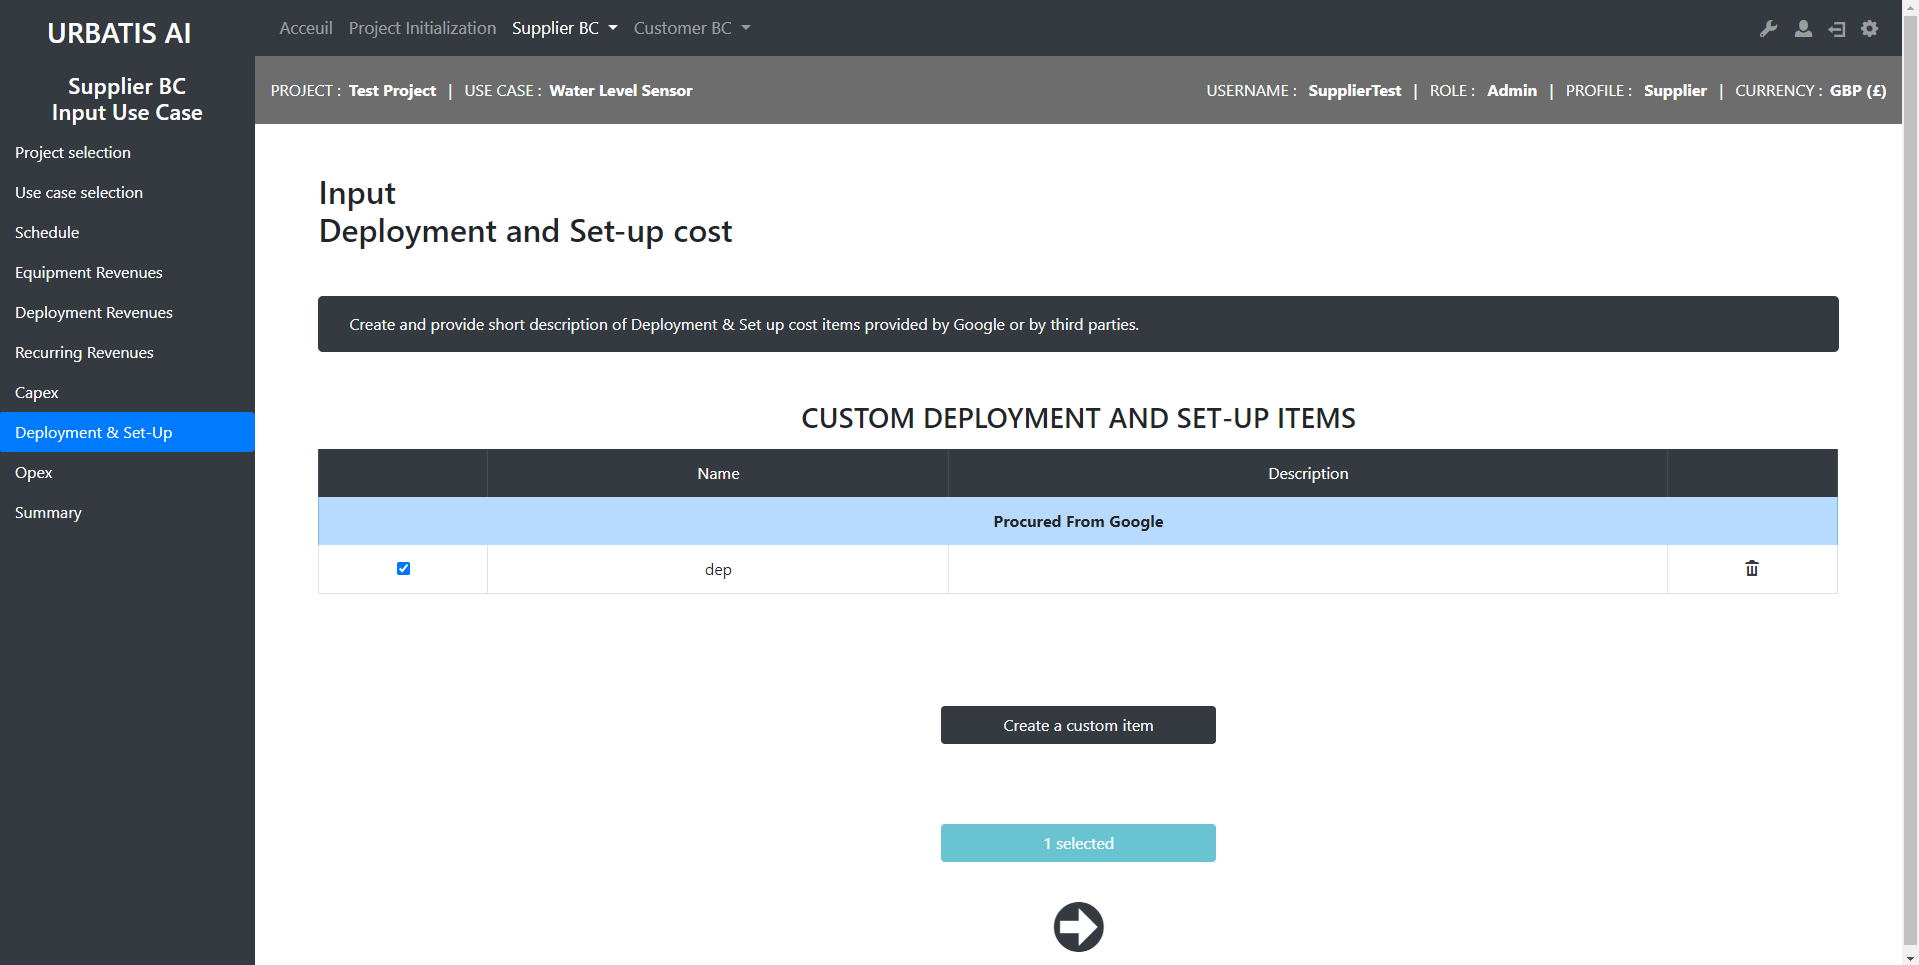 URBATIS AI
Acceuil Project Initialization Supplier BC Customer BC
Supplier BC
Input Use Case
Project selection
Use case selection
Schedule
Equipment Revenues
Deployment Revenues
Recurring Revenues
Capex
Deployment & Set-Up
Opex
Summary
PROJECT : Test Project | USE CASE : Water Level Sensor
USERNAME : SupplierTest | ROLE : Admin | PROFILE : Supplier | CURRENCY : GBP (£)
Input
Deployment and Set-up cost
Create and provide short description of Deployment & Set up cost items provided by Google or by third parties.
CUSTOM DEPLOYMENT AND SET-UP ITEMS
Name Description
Procured From Google
dep
Create a custom item
1 selected